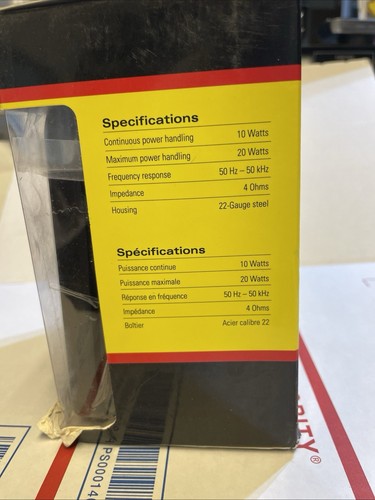 Specifications
Continuous power handling 10 Watts
Maximum power handling 20 Watts
Frequency response 50 Hz – 50 kHz
Impedance 4 Ohms
Housing 22-Gauge steel
Spécifications
Puissance continue 10 Watts
Puissance maximale 20 Watts
Réponse en fréquence 50 Hz – 50 kHz
Impédance 4 Ohms
Boîtier Acier calibre 22